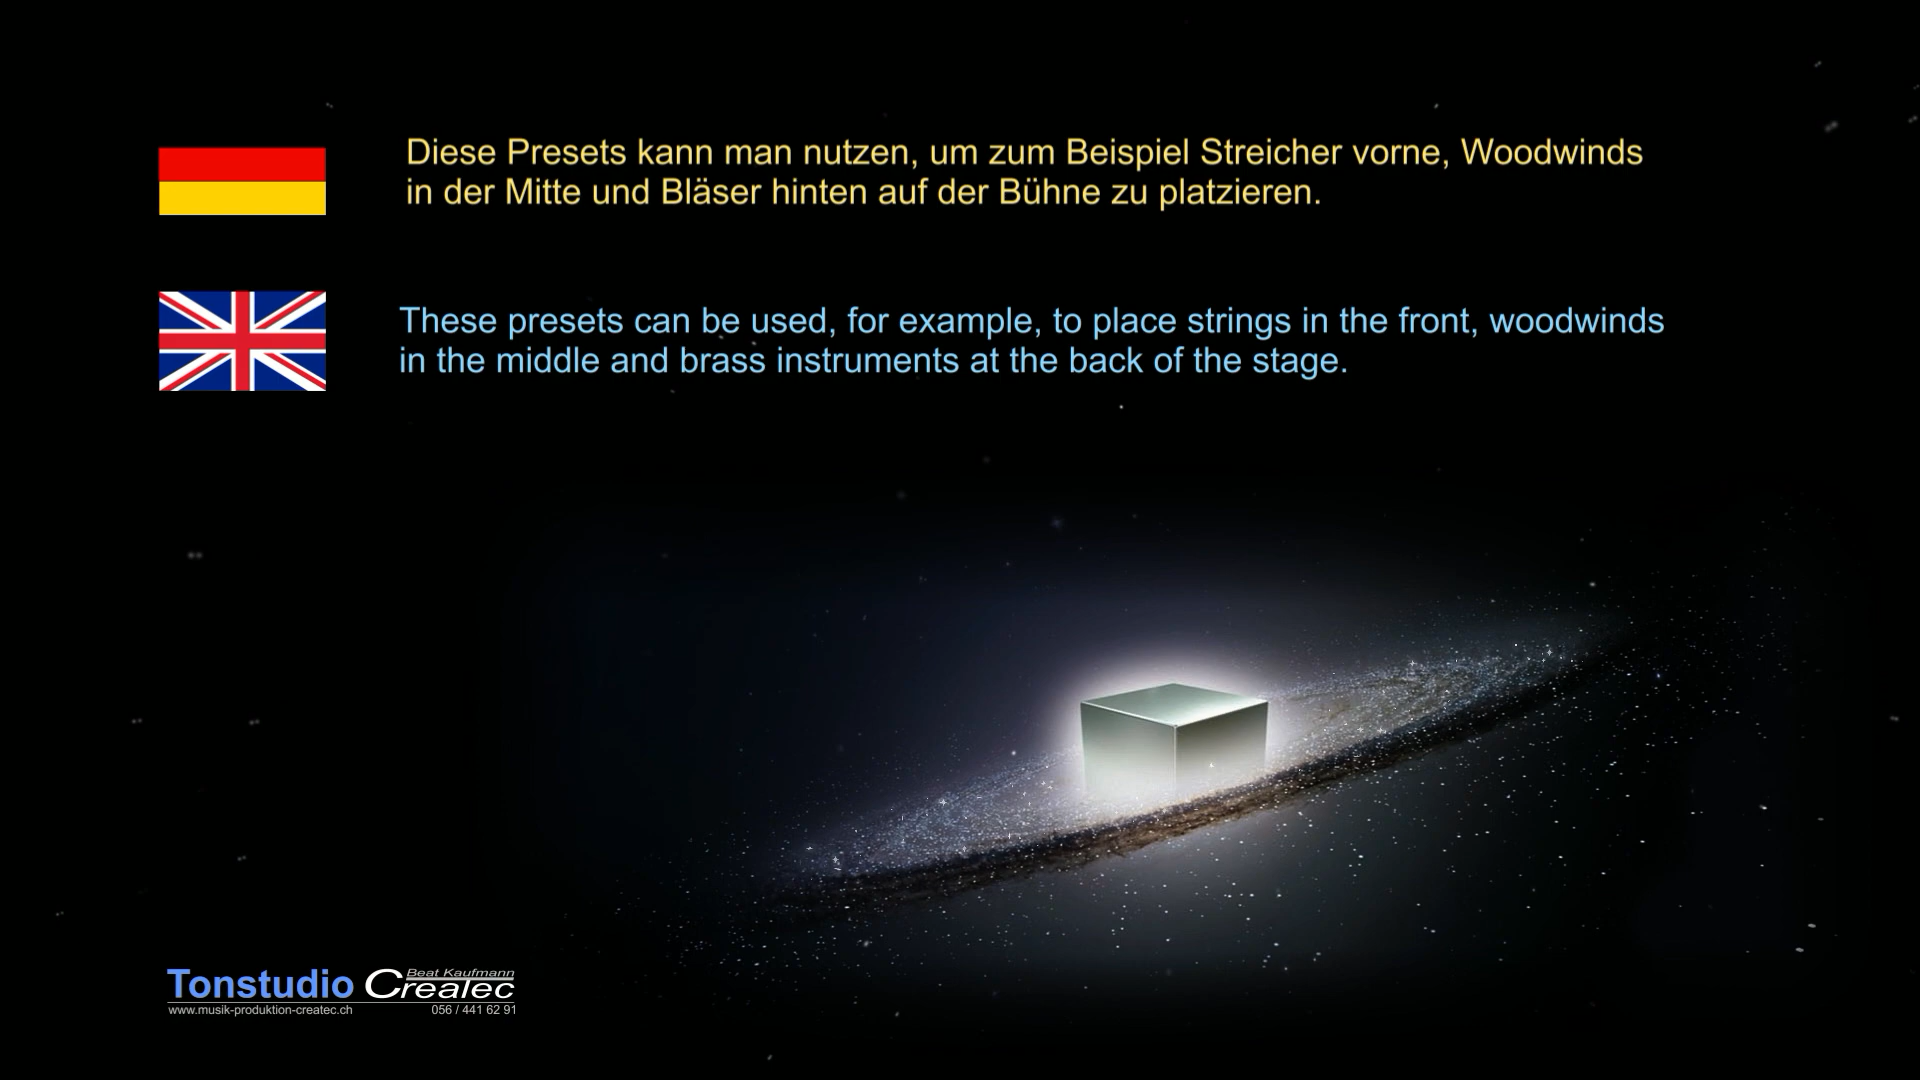 Diese Presets kann man nutzen, um zum Beispiel Streicher vorne, Woodwinds
in der Mitte und Bläser hinten auf der Bühne zu platzieren.
These presets can be used, for example, to place strings in the front, woodwinds
in the middle and brass instruments at the back of the stage.
Tonstudio Createc Beat Kaufmann
www.musik-produktion-createc.ch 056 / 441 62 91